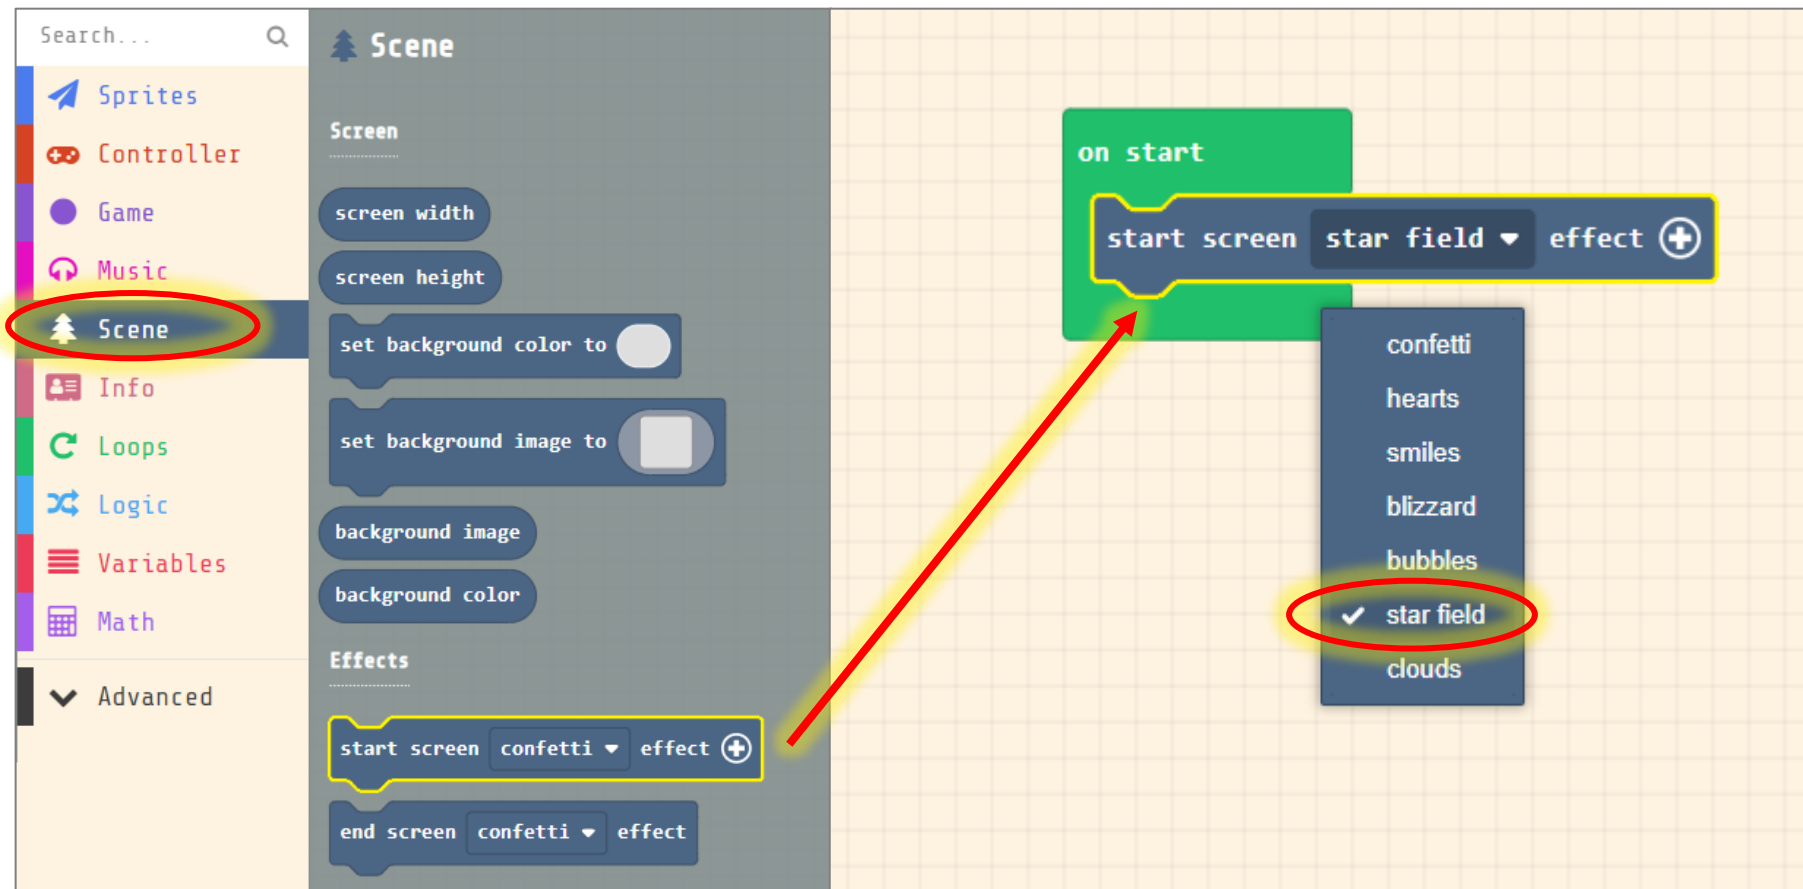 Search...
Sprites
Controller
Game
Music
Scene
Info
Loops
Logic
Variables
Math
Advanced
Scene
Screen
screen width
screen height
set background color to
set background image to
background image
background color
Effects
start screen confetti effect
end screen confetti effect
on start
start screen star field effect
confetti
hearts
smiles
blizzard
bubbles
star field
clouds